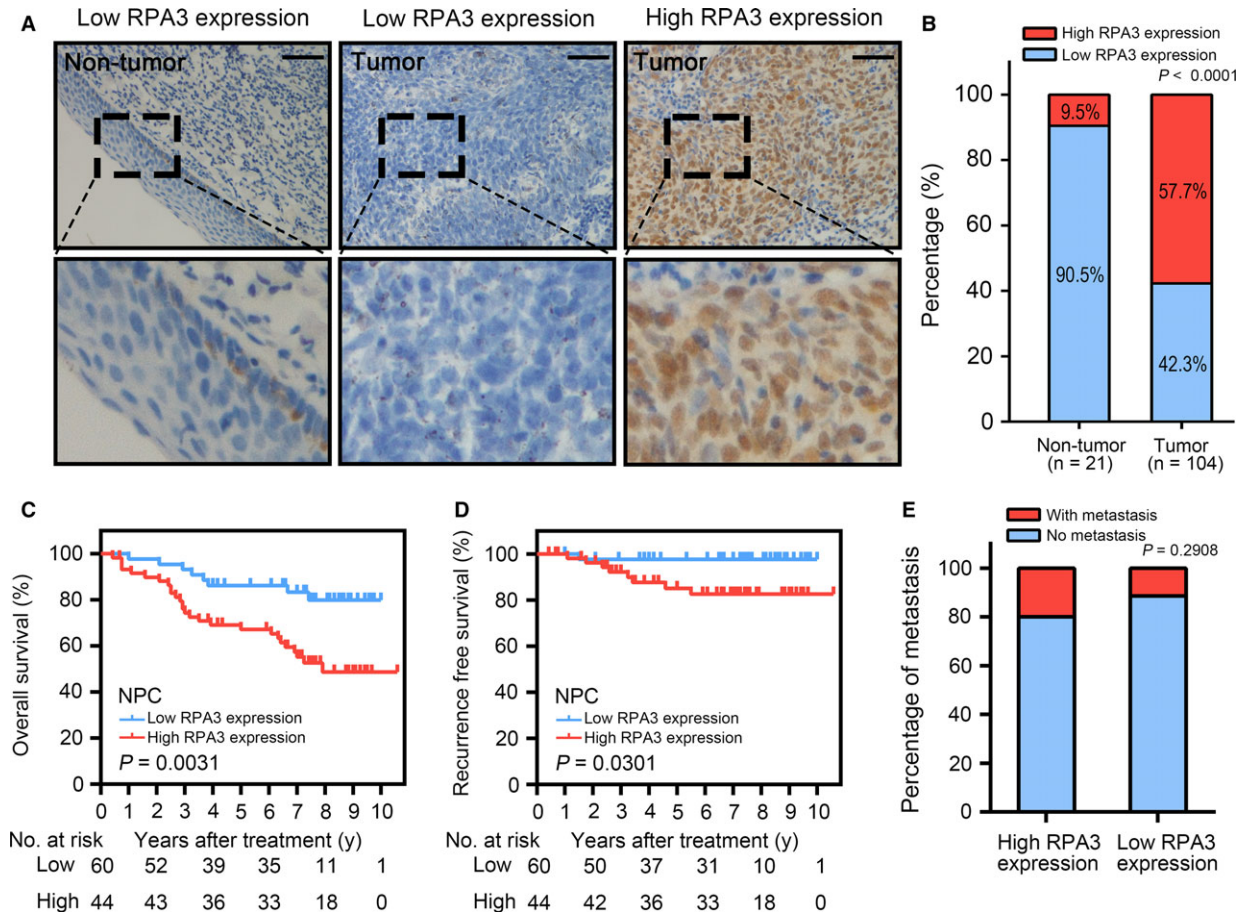 A
Low RPA3 expression
Low RPA3 expression
High RPA3 expression
Non-tumor
Tumor
Tumor
B
High RPA3 expression
Low RPA3 expression
P < 0.0001
Percentage (%)
100
80
60
40
20
0
9.5%
90.5%
57.7%
42.3%
Non-tumor
(n = 21)
Tumor
(n = 104)
C
Overall survival (%)
100
80
60
40
20
0
NPC
Low RPA3 expression
High RPA3 expression
P = 0.0031
0 1 2 3 4 5 6 7 8 9 10
No. at risk Years after treatment (y)
Low 60 52 39 35 11 1
High 44 43 36 33 18 0
D
Recurrence free survival (%)
100
80
60
40
20
0
NPC
Low RPA3 expression
High RPA3 expression
P = 0.0301
0 1 2 3 4 5 6 7 8 9 10
No. at risk Years after treatment (y)
Low 60 50 37 31 10 1
High 44 42 36 33 18 0
E
With metastasis
No metastasis
P = 0.2908
Percentage of metastasis
100
80
60
40
20
0
High RPA3
expression
Low RPA3
expression